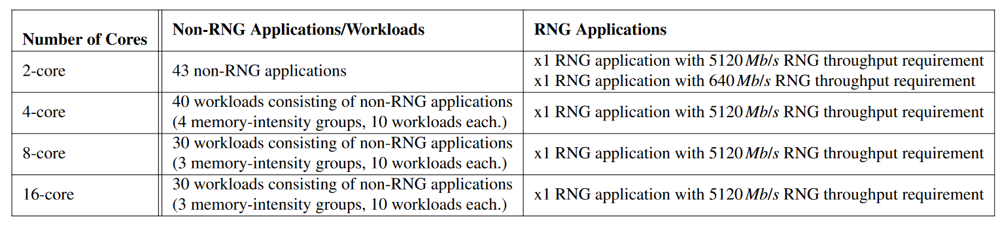 Number of Cores
Non-RNG Applications/Workloads
RNG Applications
2-core
43 non-RNG applications
x1 RNG application with 5120 Mb/s RNG throughput requirement
x1 RNG application with 640 Mb/s RNG throughput requirement
4-core
40 workloads consisting of non-RNG applications
(4 memory-intensity groups, 10 workloads each.)
x1 RNG application with 5120 Mb/s RNG throughput requirement
8-core
30 workloads consisting of non-RNG applications
(3 memory-intensity groups, 10 workloads each.)
x1 RNG application with 5120 Mb/s RNG throughput requirement
16-core
30 workloads consisting of non-RNG applications
(3 memory-intensity groups, 10 workloads each.)
x1 RNG application with 5120 Mb/s RNG throughput requirement